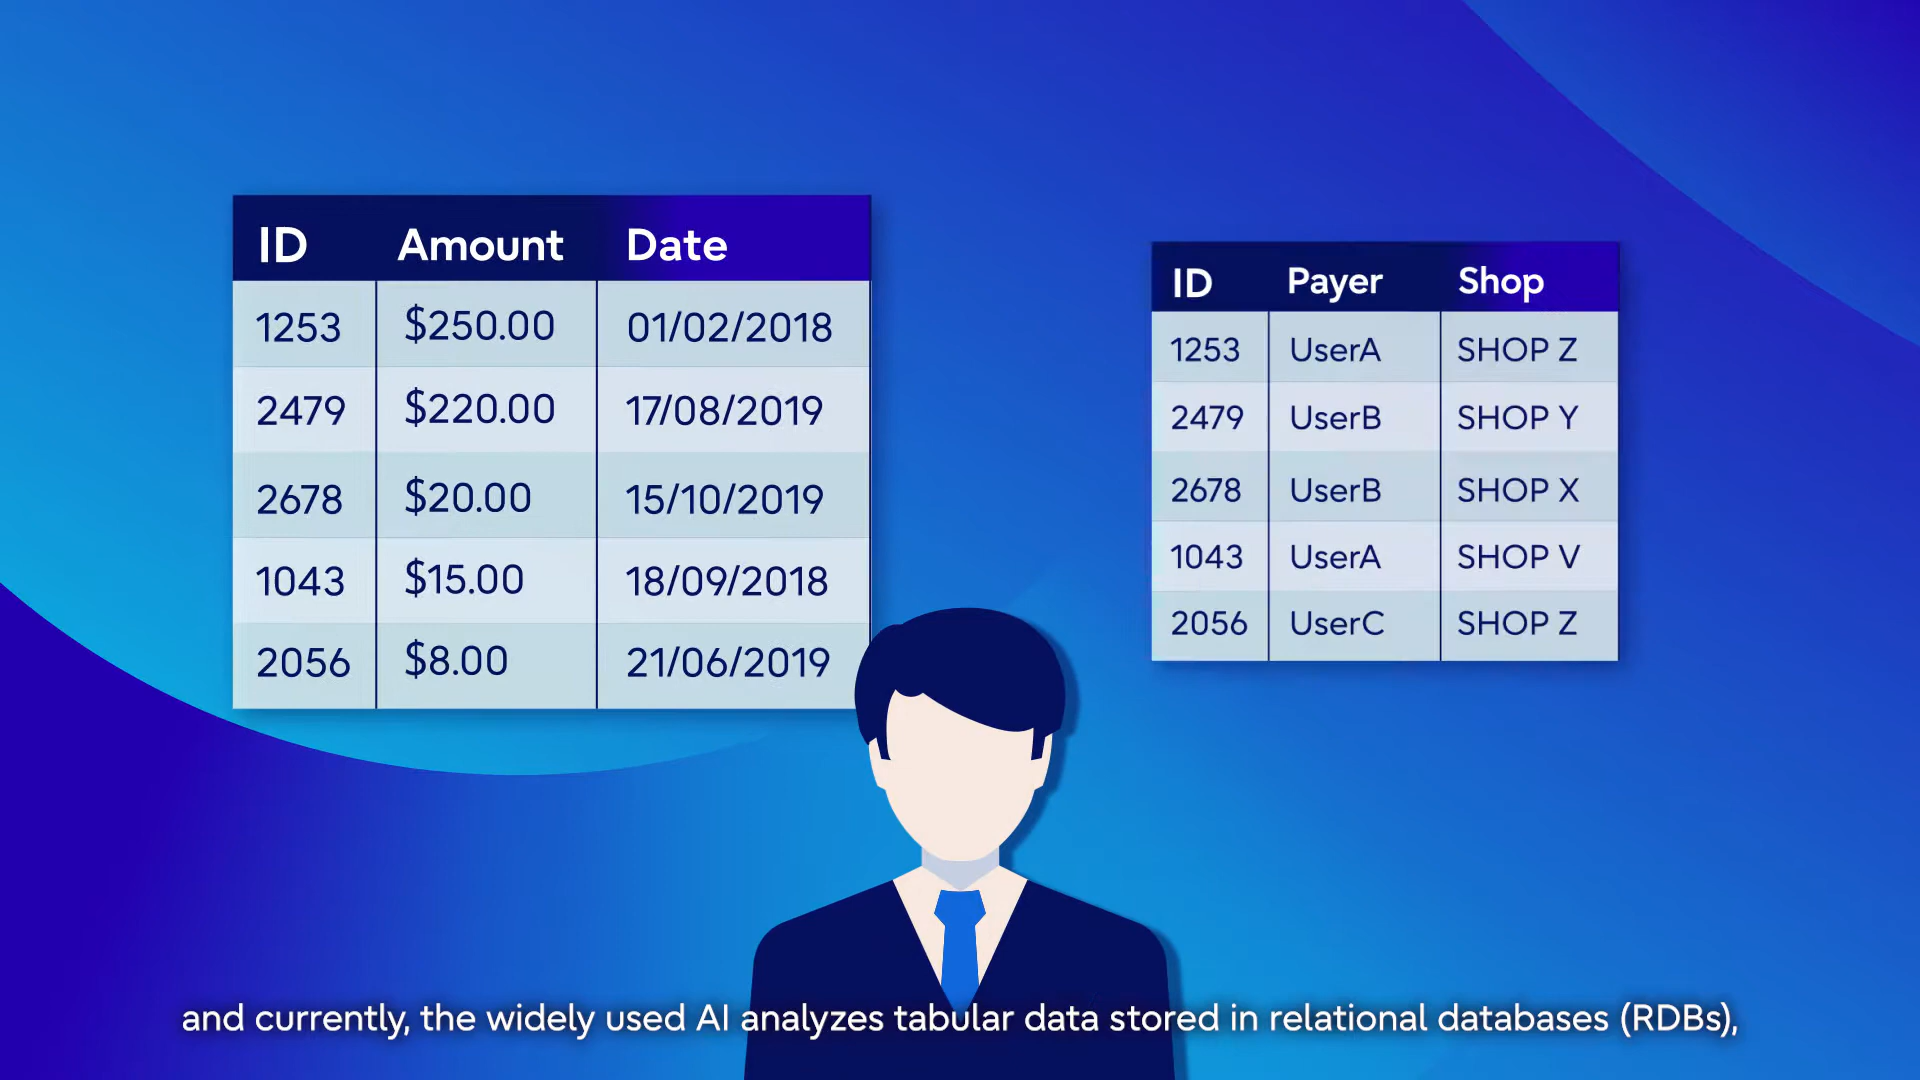 ID Amount Date
1253 $250.00 01/02/2018
2479 $220.00 17/08/2019
2678 $20.00 15/10/2019
1043 $15.00 18/09/2018
2056 $8.00 21/06/2019
ID Payer Shop
1253 UserA SHOP Z
2479 UserB SHOP Y
2678 UserB SHOP X
1043 UserA SHOP V
2056 UserC SHOP Z
and currently, the widely used AI analyzes tabular data stored in relational databases (RDBs),